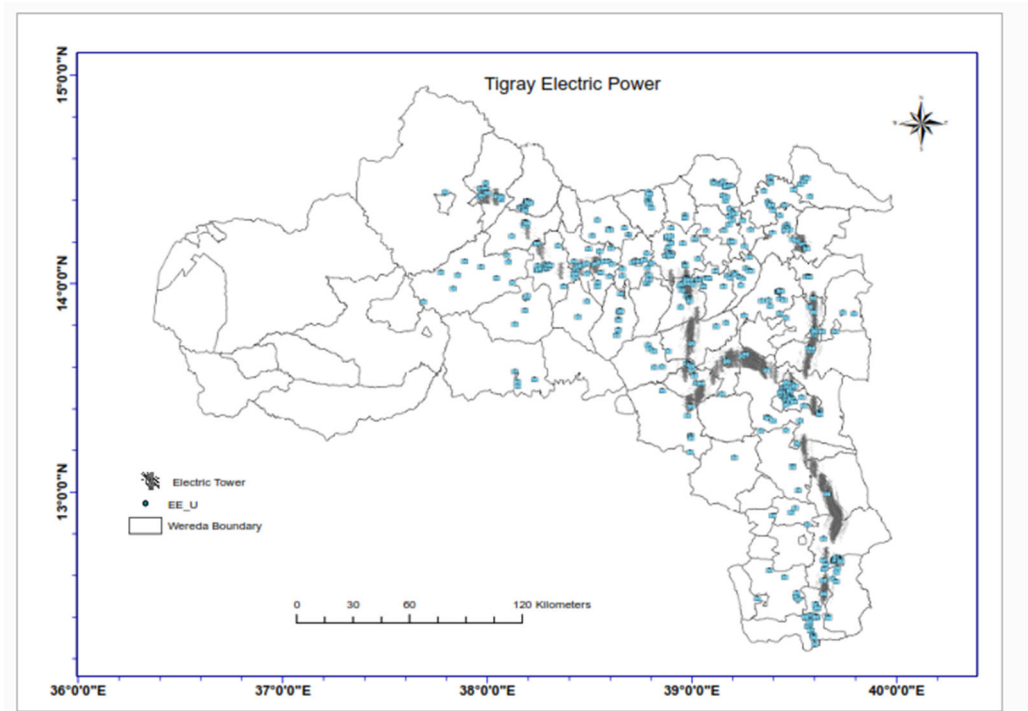 Tigray Electric Power
15°0'0"N
14°0'0"N
13°0'0"N
Electric Tower
EE_U
Wereda Boundary
0 30 60 120 Kilometers
36°0'0"E 37°0'0"E 38°0'0"E 39°0'0"E 40°0'0"E